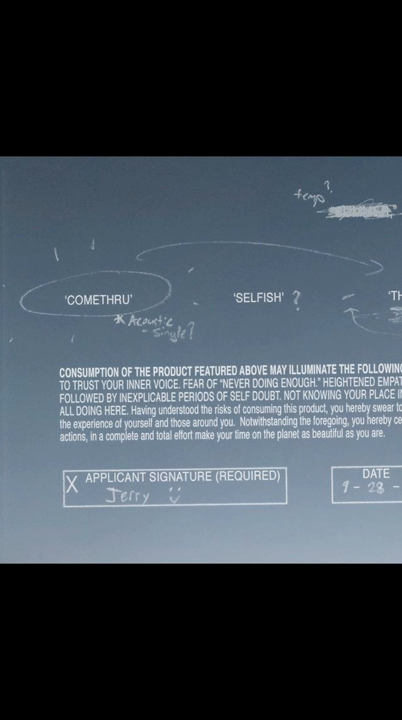 temp?
'COMETHRU'
'SELFISH' ?
'TH
* Acoustic
- Single?
CONSUMPTION OF THE PRODUCT FEATURED ABOVE MAY ILLUMINATE THE FOLLOWING
TO TRUST YOUR INNER VOICE. FEAR OF "NEVER DOING ENOUGH." HEIGHTENED EMPAT
FOLLOWED BY INEXPLICABLE PERIODS OF SELF DOUBT. NOT KNOWING YOUR PLACE IN
ALL DOING HERE. Having understood the risks of consuming this product, you hereby swear to
the experience of yourself and those around you. Notwithstanding the foregoing, you hereby ce
actions, in a complete and total effort make your time on the planet as beautiful as you are.
X APPLICANT SIGNATURE (REQUIRED)
DATE
Jerry :)
9 - 28 -